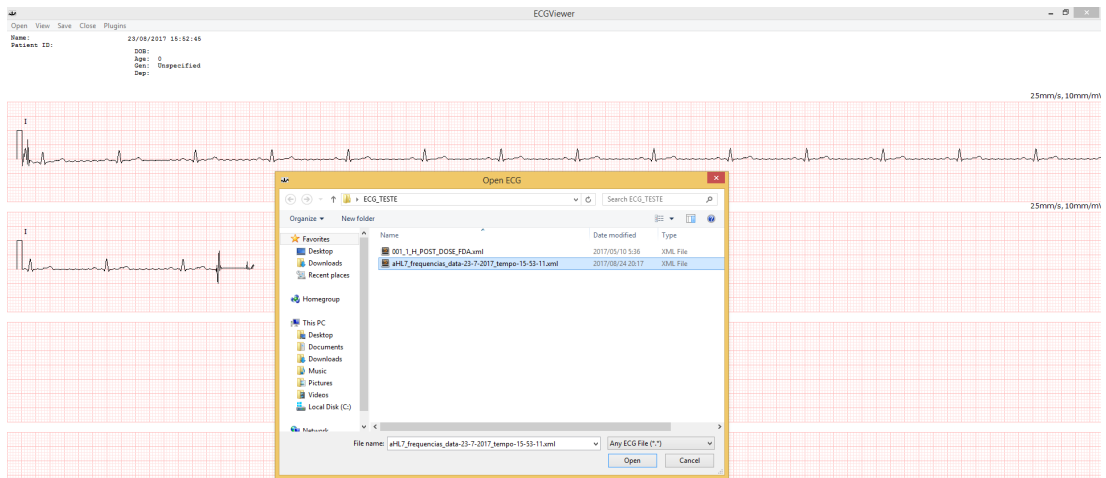 ECGViewer
Open View Save Close Plugins
Name:
Patient ID:
23/08/2017 15:52:45
DOB:
Age: 0
Gen: Unspecified
Dep:
25mm/s, 10mm/mV
I
Open ECG
ECG_TESTE
Search ECG_TESTE
Organize
New folder
25mm/s, 10mm/mV
I
Favorites
Desktop
Downloads
Recent places
Homegroup
This PC
Desktop
Documents
Downloads
Music
Pictures
Videos
Local Disk (C:)
Network
Name Date modified Type
001_1_H_POST_DOSE_FDA.xml 2017/05/10 5:36 XML File
aHL7_frequencias_data-23-7-2017_tempo-15-53-11.xml 2017/08/24 20:17 XML File
File name: aHL7_frequencias_data-23-7-2017_tempo-15-53-11.xml Any ECG File (*.*)
Open Cancel